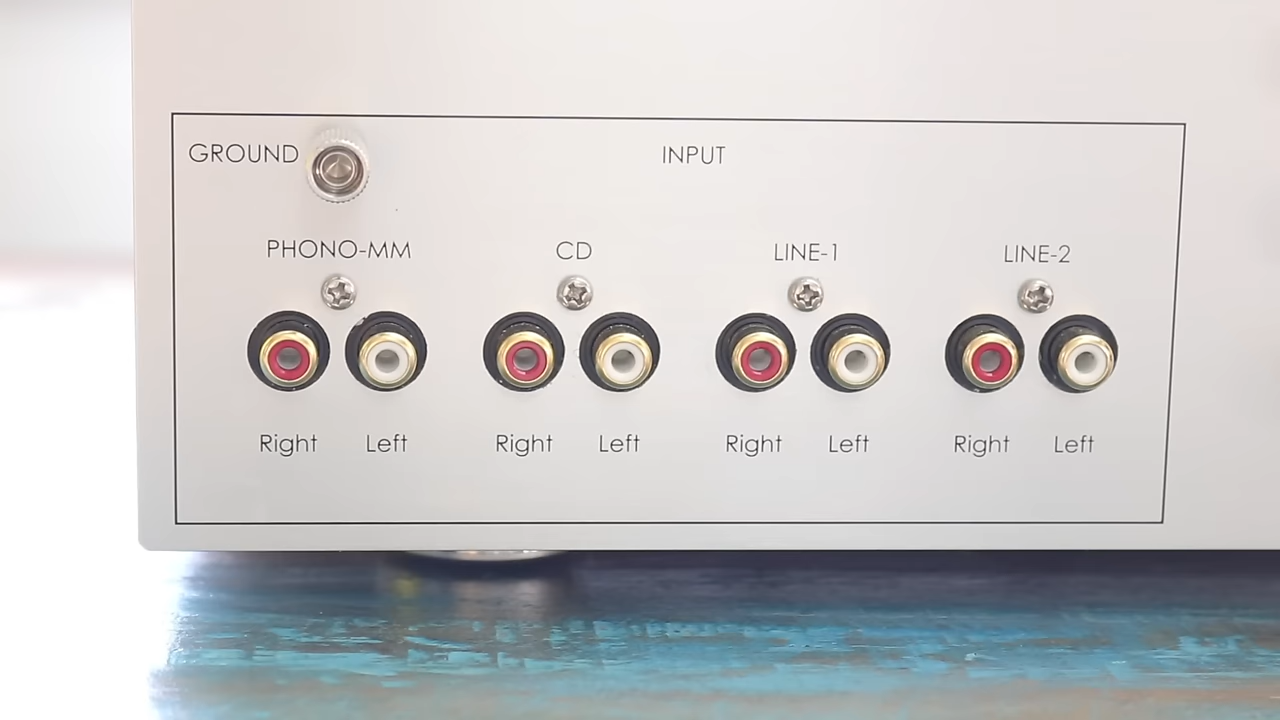 GROUND
INPUT
PHONO-MM
CD
LINE-1
LINE-2
Right Left
Right Left
Right Left
Right Left